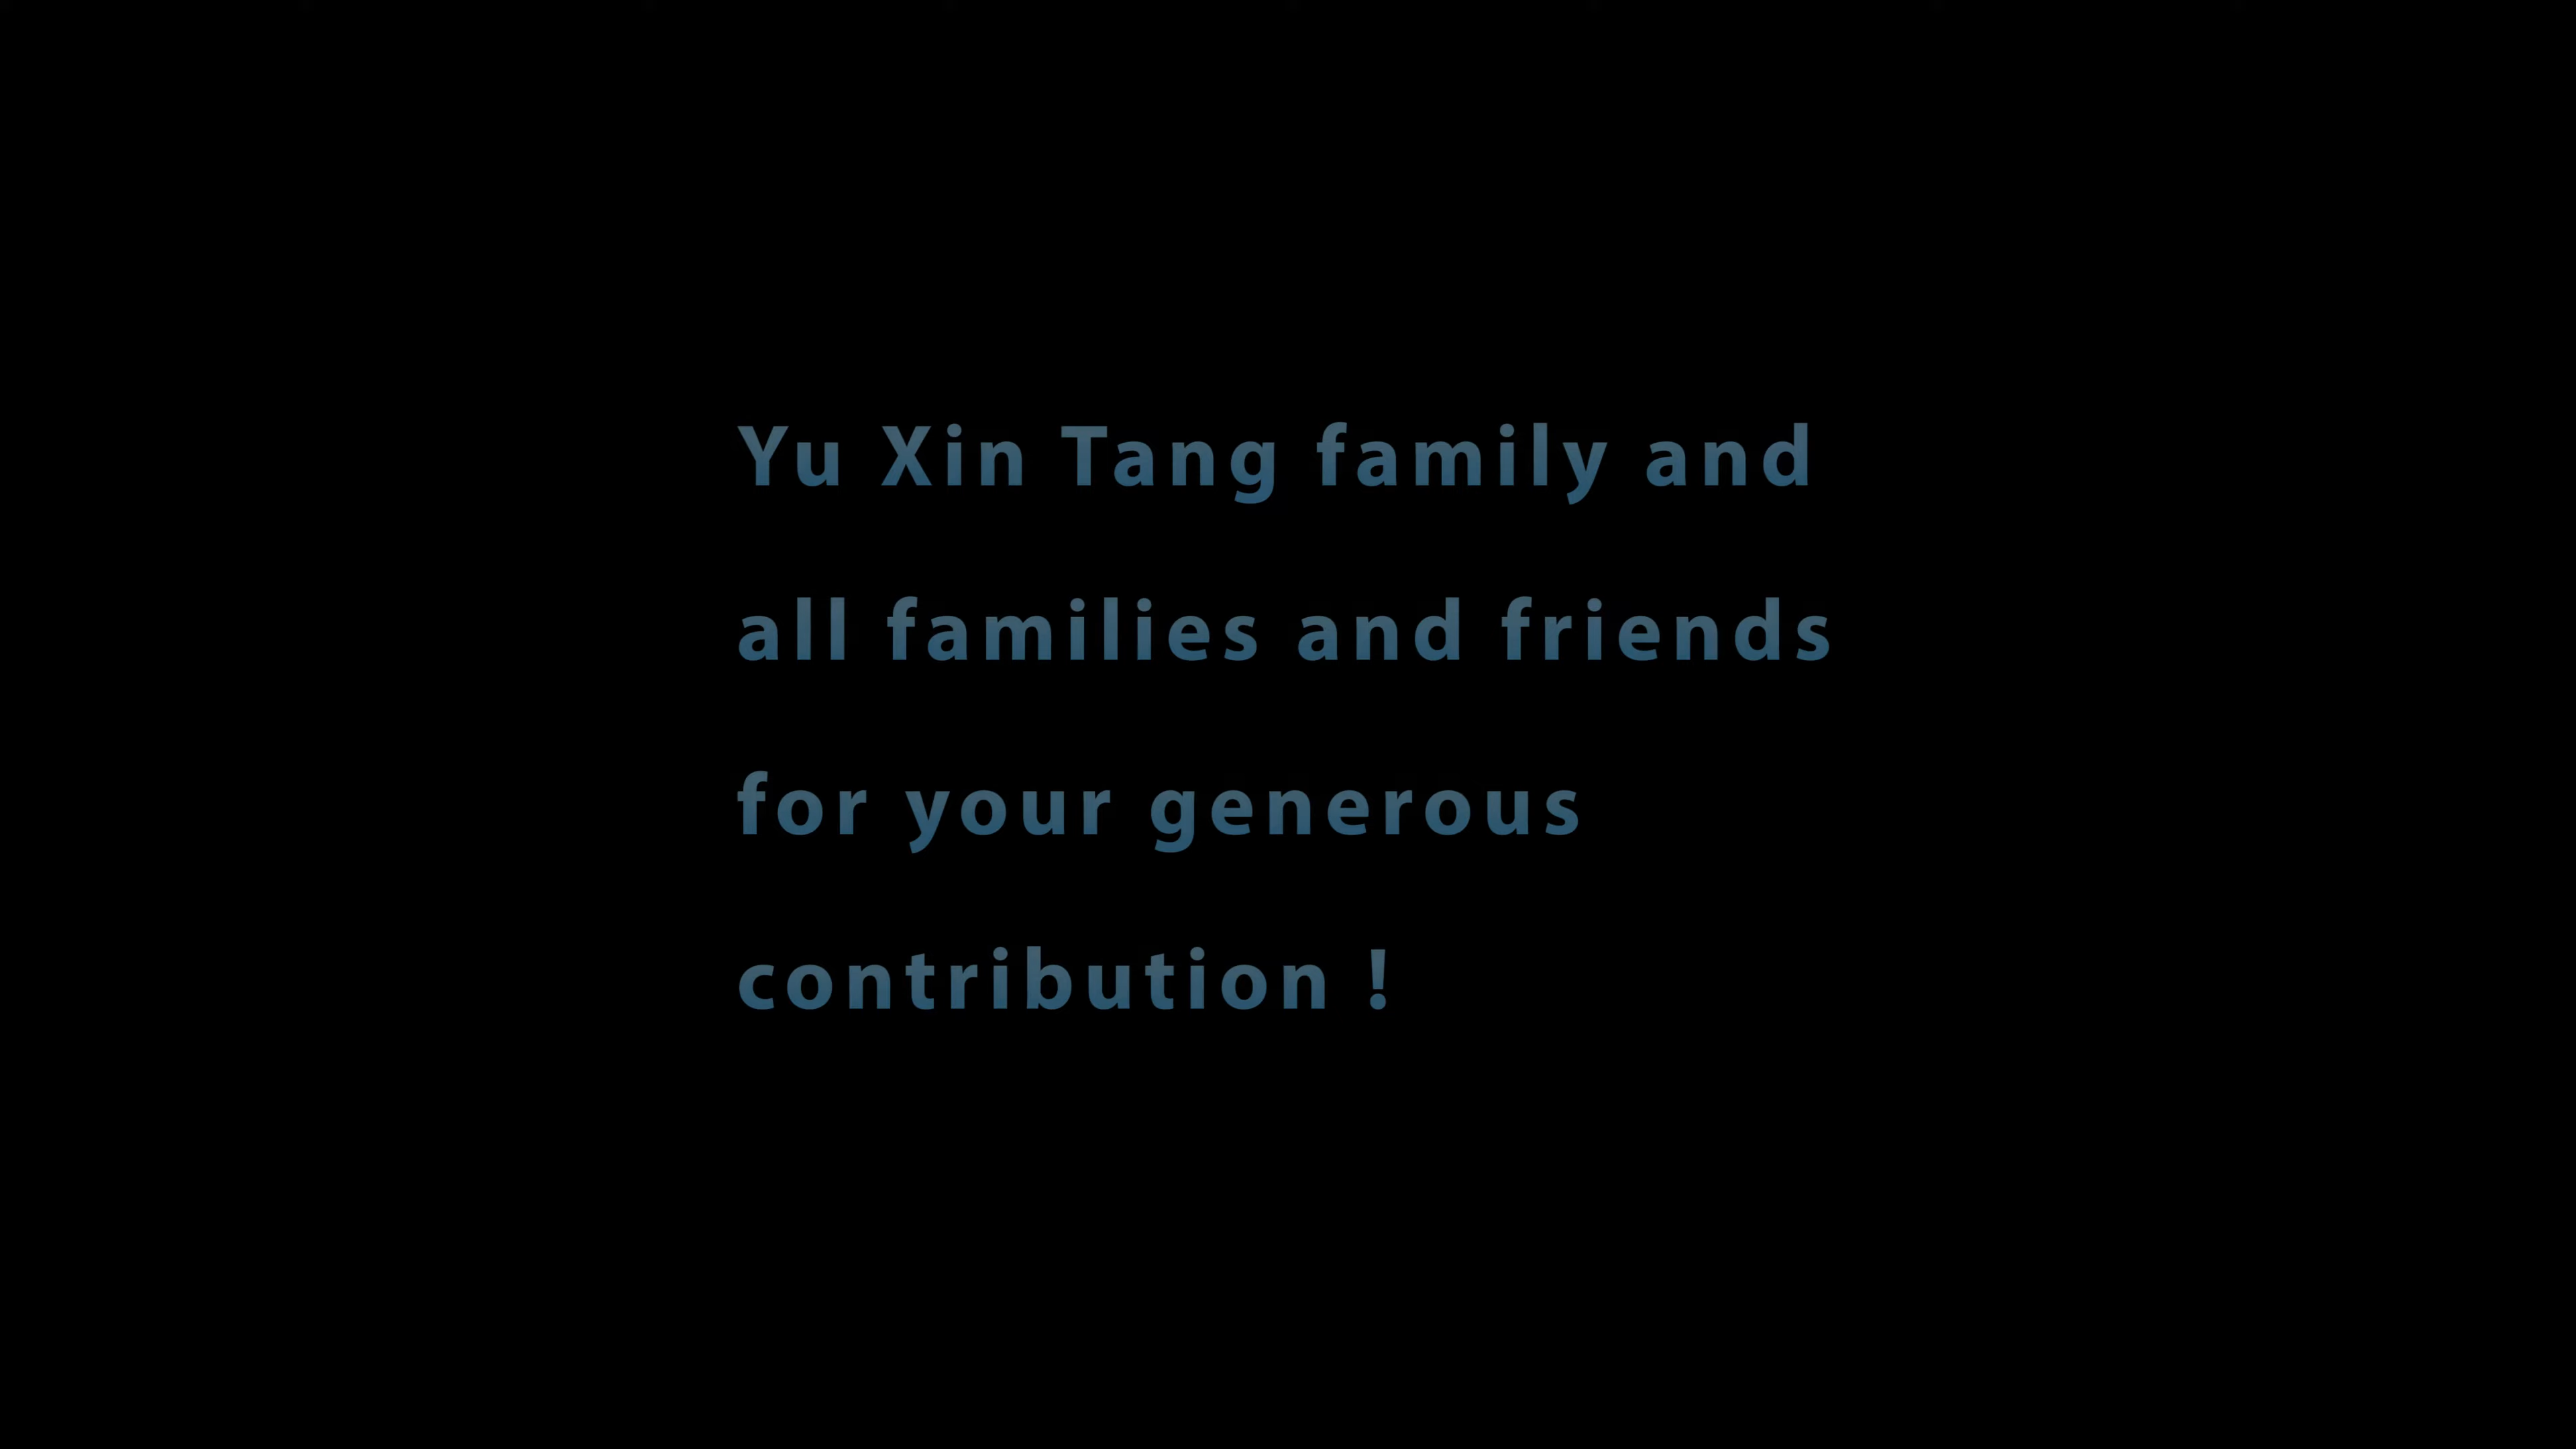 Yu Xin Tang family and
all families and friends
for your generous
contribution !